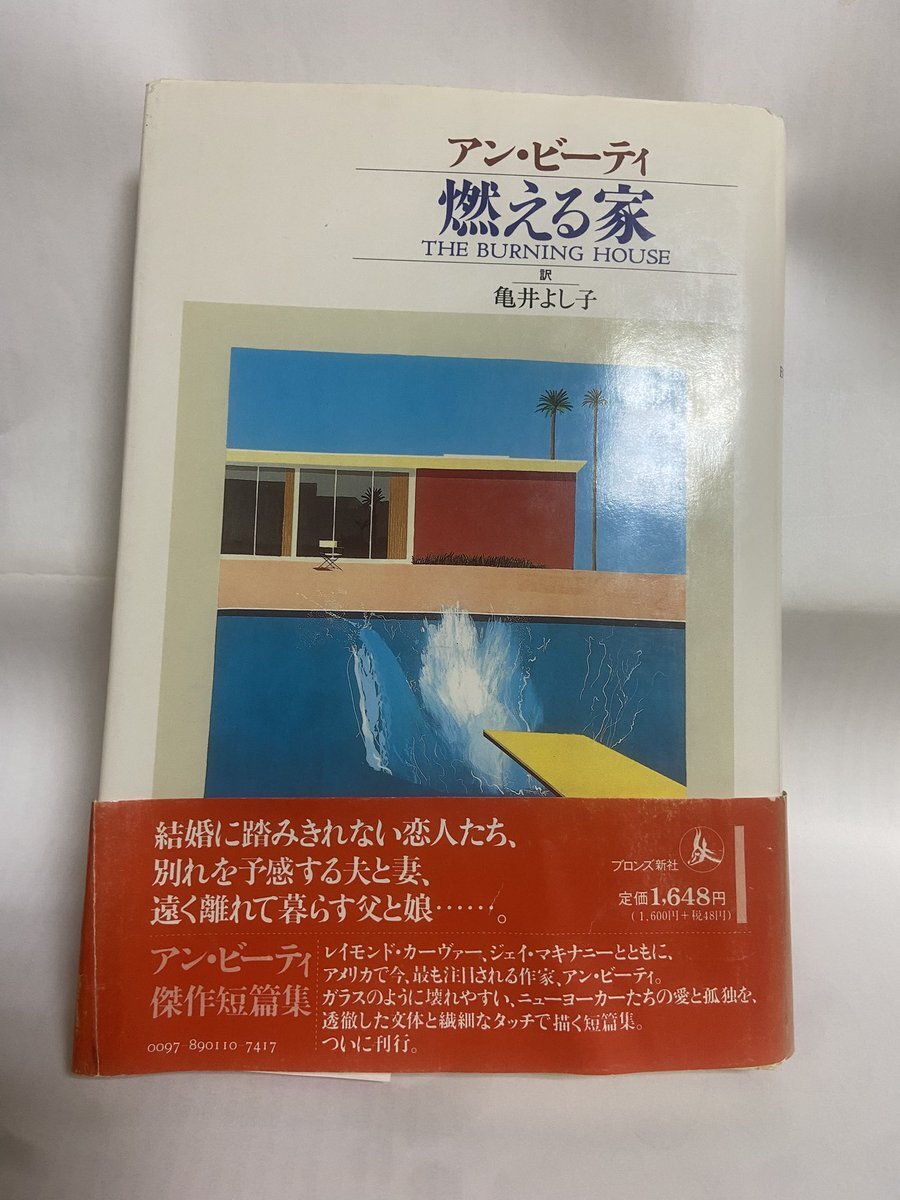 アン・ビーティ
燃える家
THE BURNING HOUSE
訳
亀井よし子
結婚に踏みきれない恋人たち、
別れを予感する夫と妻、
遠く離れて暮らす父と娘……。
ブロンズ新社
定価1,648円
(1,600円+税48円)
アン・ビーティ
傑作短篇集
0097-890110-7417
レイモンド・カーヴァー、ジェイ・マキナニーとともに、
アメリカで今、最も注目される作家、アン・ビーティ。
ガラスのように壊れやすい、ニューヨーカーたちの愛と孤独を、
透徹した文体と繊細なタッチで描く短篇集。
ついに刊行。